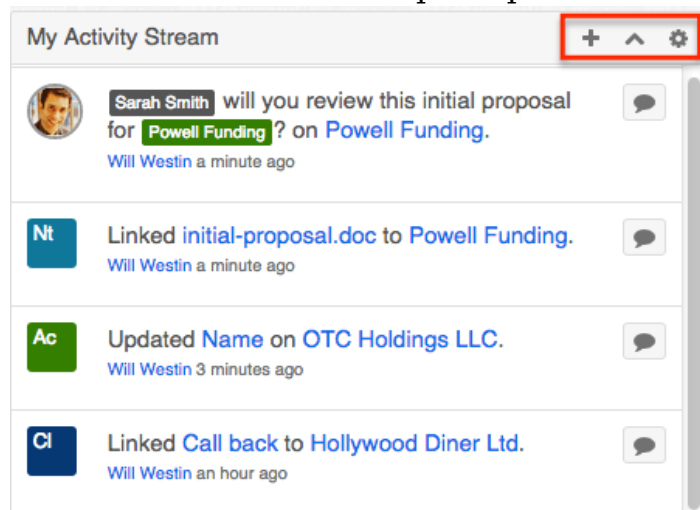 My Activity Stream
Sarah Smith will you review this initial proposal
for Powell Funding ? on Powell Funding.
Will Westin a minute ago
Nt
Linked initial-proposal.doc to Powell Funding.
Will Westin a minute ago
Ac
Updated Name on OTC Holdings LLC.
Will Westin 3 minutes ago
Cl
Linked Call back to Hollywood Diner Ltd.
Will Westin an hour ago